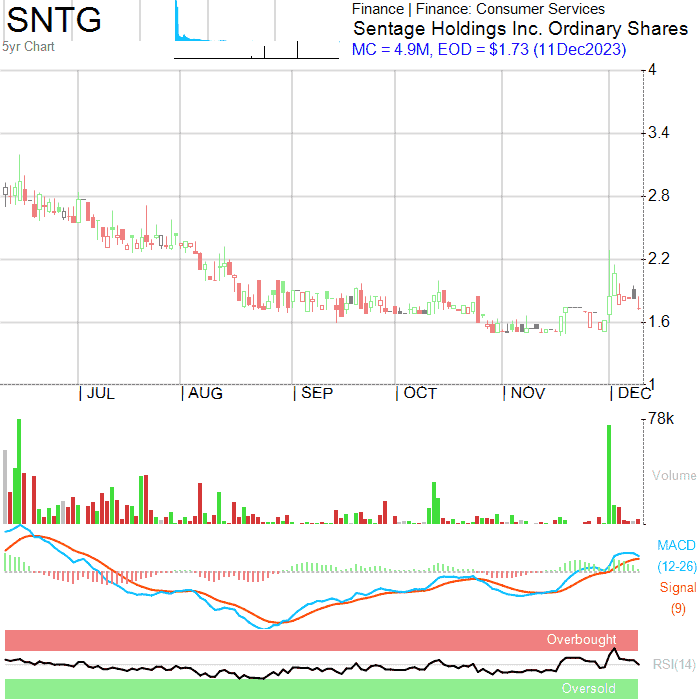 SNTG
5yr Chart
Finance | Finance: Consumer Services
Sentage Holdings Inc. Ordinary Shares
MC = 4.9M, EOD = $1.73 (11Dec2023)
4
3.4
2.8
2.2
1.6
1
JUL AUG SEP OCT NOV DEC
78k
Volume
MACD
(12-26)
Signal
(9)
Overbought
RSI(14)
Oversold